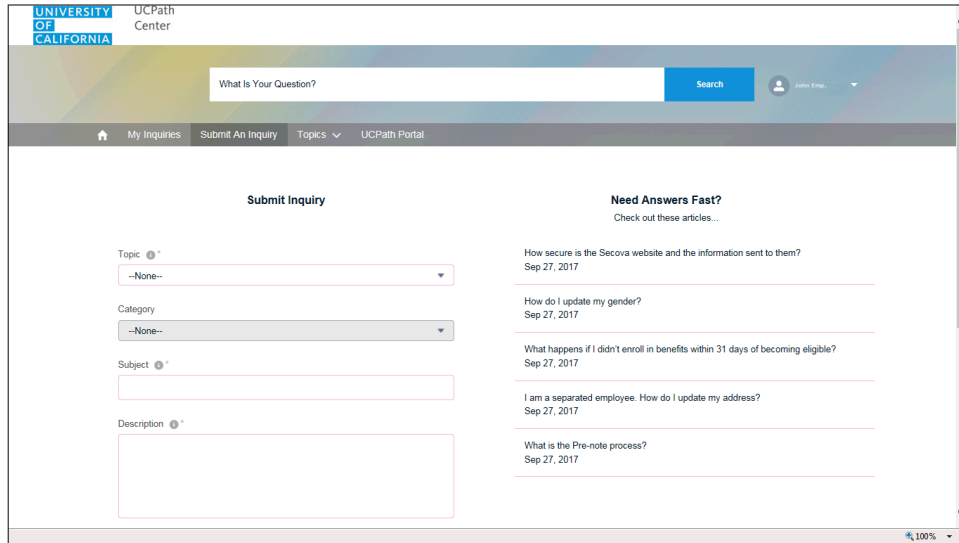 UNIVERSITY
OF
CALIFORNIA
UCPath
Center
What Is Your Question?
Search
John Emp.
My Inquiries Submit An Inquiry Topics UCPath Portal
Submit Inquiry
Topic *
--None--
Category
--None--
Subject *
Description *
Need Answers Fast?
Check out these articles...
How secure is the Secova website and the information sent to them?
Sep 27, 2017
How do I update my gender?
Sep 27, 2017
What happens if I didn't enroll in benefits within 31 days of becoming eligible?
Sep 27, 2017
I am a separated employee. How do I update my address?
Sep 27, 2017
What is the Pre-note process?
Sep 27, 2017
100%